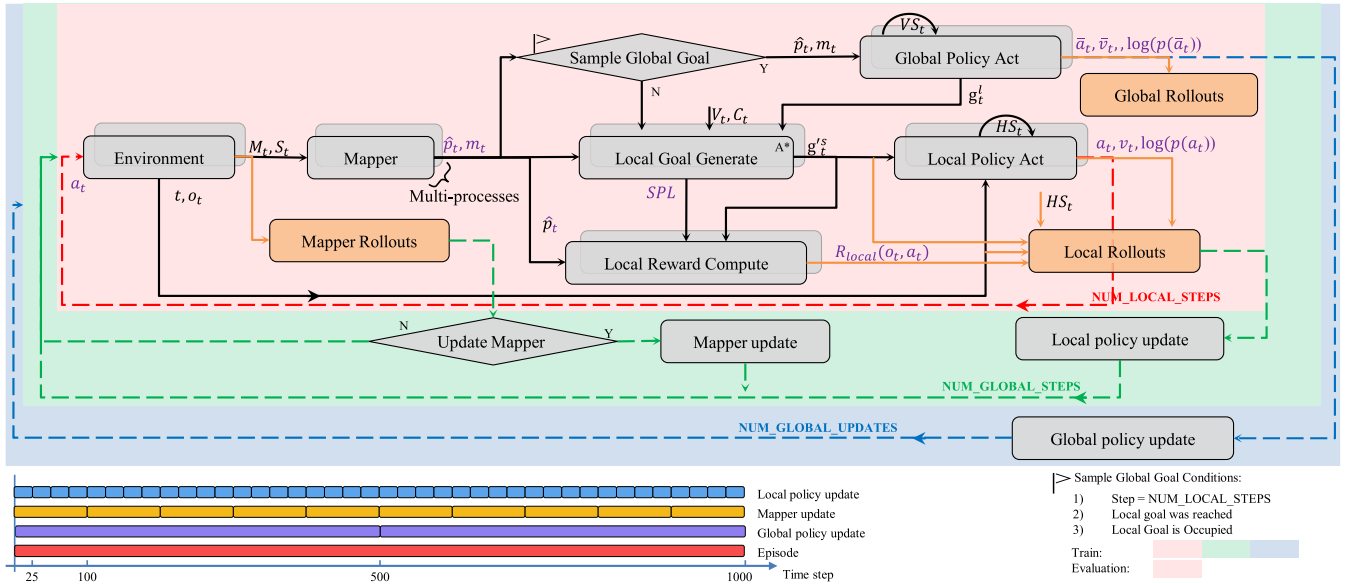 VS_t
Sample Global Goal
Y
N
p̂_t, m_t
Global Policy Act
ā_t, v̄_t,, log(p(ā_t))
Global Rollouts
g_t^l
V_t, C_t
HS_t
Environment
M_t, S_t
Mapper
p̂_t, m_t
Multi-processes
Local Goal Generate
A*
g'_t^s
Local Policy Act
a_t, v_t, log(p(a_t))
a_t
t, o_t
SPL
HS_t
Mapper Rollouts
p̂_t
Local Reward Compute
R_local(o_t, a_t)
Local Rollouts
NUM_LOCAL_STEPS
N
Update Mapper
Y
Mapper update
Local policy update
NUM_GLOBAL_STEPS
NUM_GLOBAL_UPDATES
Global policy update
Local policy update
Mapper update
Global policy update
Episode
25
100
500
1000
Time step
Sample Global Goal Conditions:
1) Step = NUM_LOCAL_STEPS
2) Local goal was reached
3) Local Goal is Occupied
Train:
Evaluation: